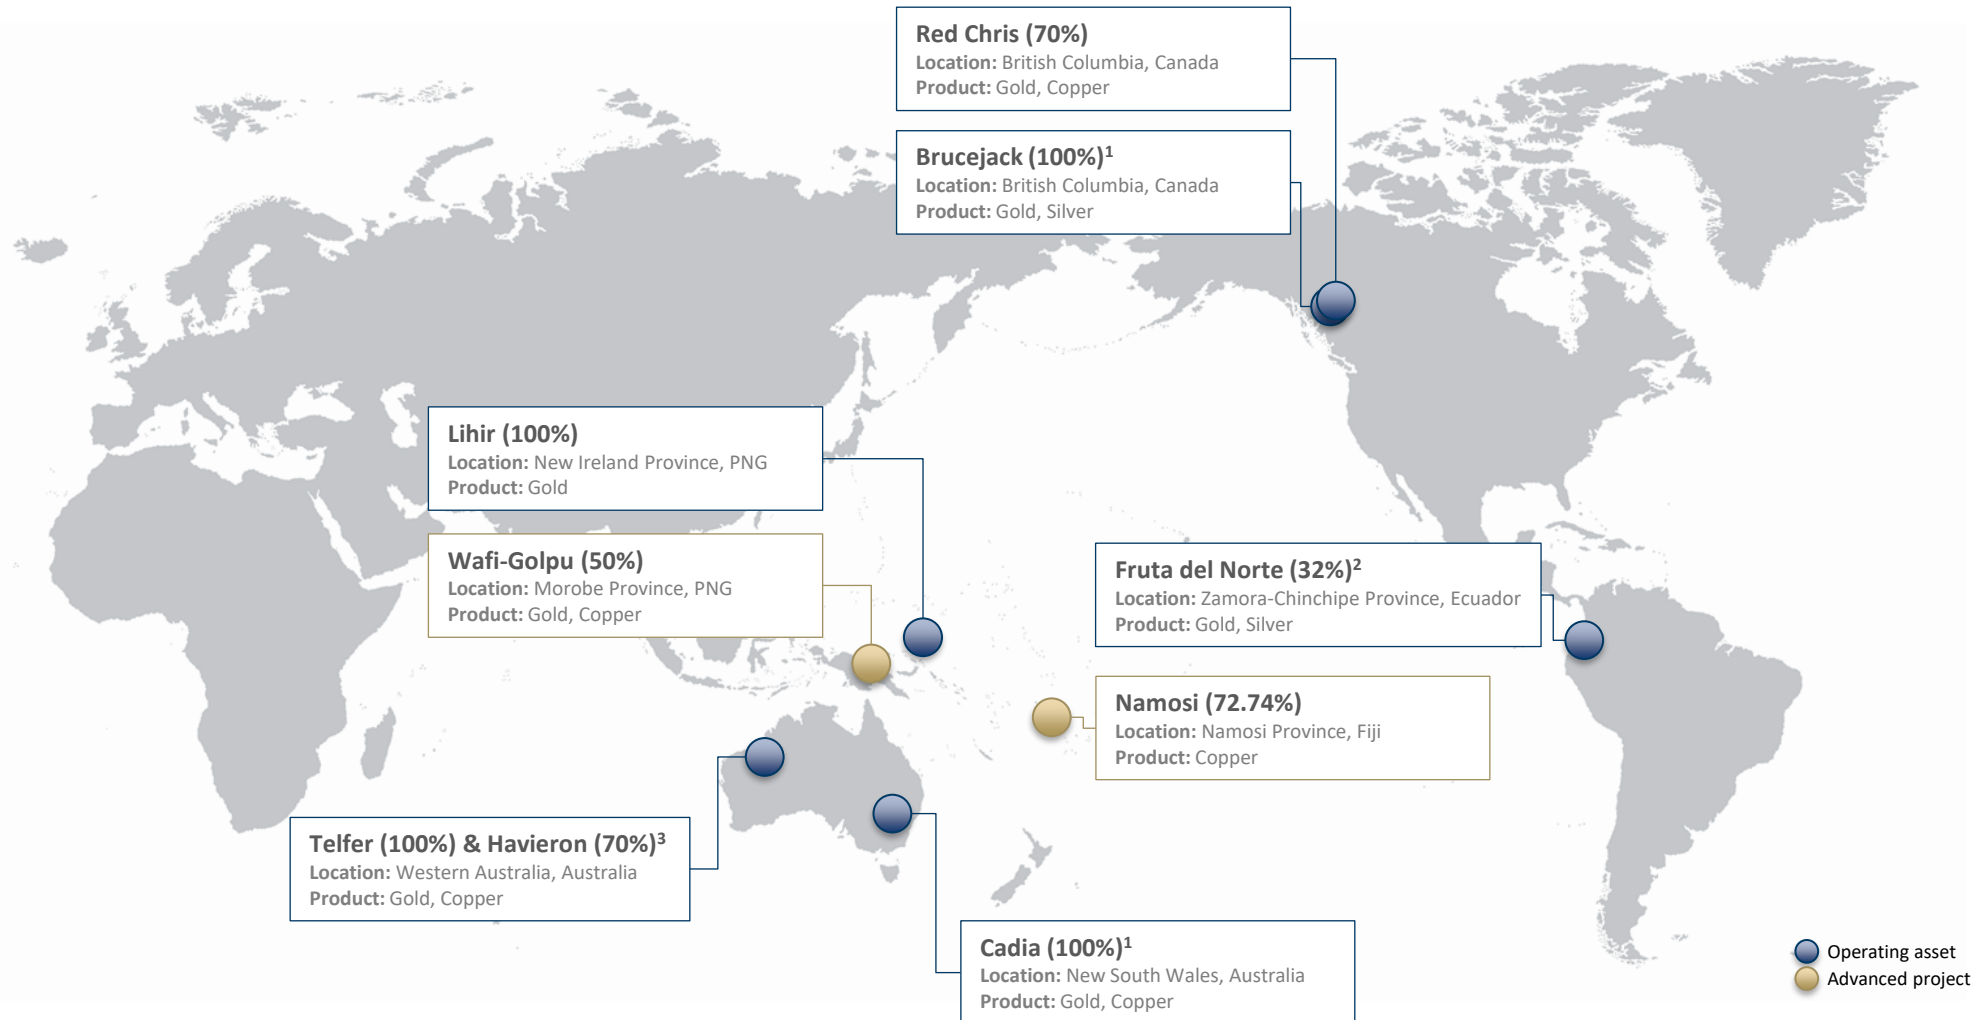 Red Chris (70%)
Location: British Columbia, Canada
Product: Gold, Copper
Brucejack (100%)¹
Location: British Columbia, Canada
Product: Gold, Silver
Lihir (100%)
Location: New Ireland Province, PNG
Product: Gold
Wafi-Golpu (50%)
Location: Morobe Province, PNG
Product: Gold, Copper
Fruta del Norte (32%)²
Location: Zamora-Chinchipe Province, Ecuador
Product: Gold, Silver
Namosi (72.74%)
Location: Namosi Province, Fiji
Product: Copper
Telfer (100%) & Havieron (70%)³
Location: Western Australia, Australia
Product: Gold, Copper
Cadia (100%)¹
Location: New South Wales, Australia
Product: Gold, Copper
Operating asset
Advanced project